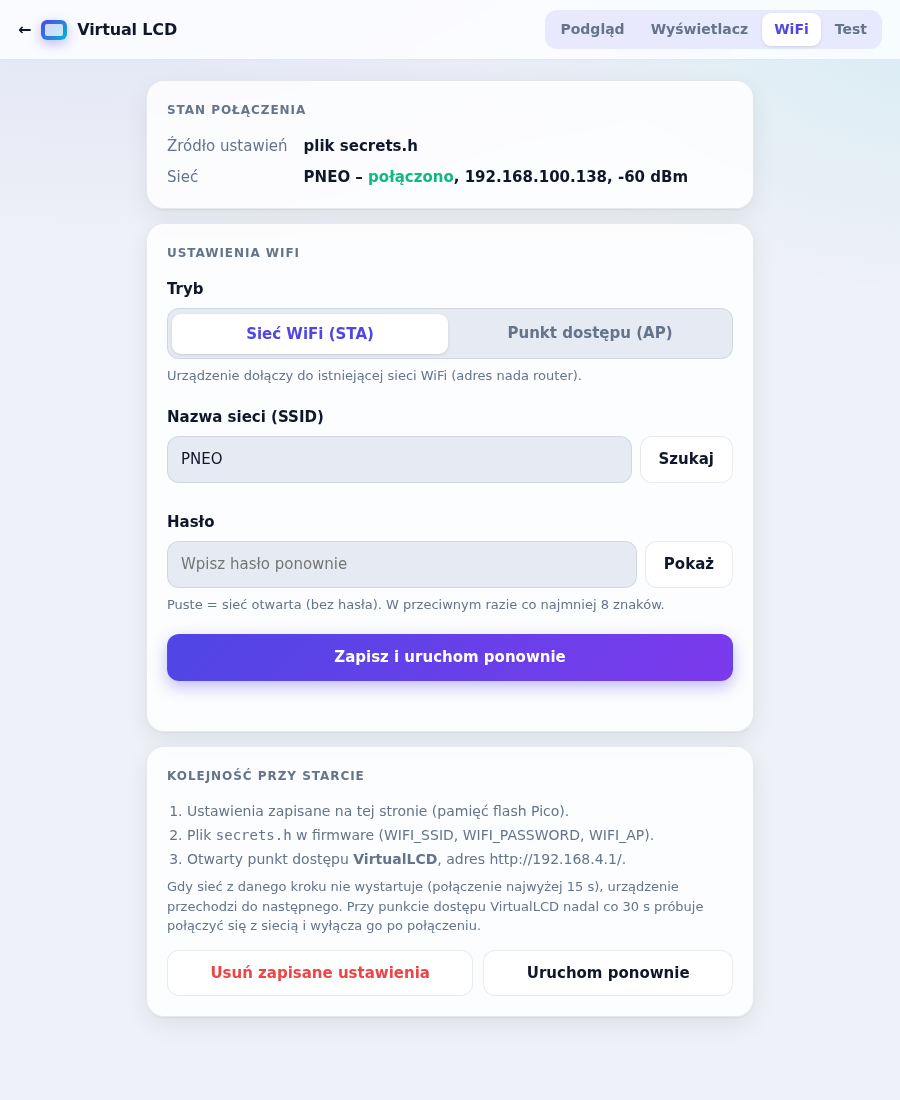 ← Virtual LCD
Podgląd Wyświetlacz WiFi Test
STAN POŁĄCZENIA
Źródło ustawień plik secrets.h
Sieć PNEO – połączono, 192.168.100.138, -60 dBm
USTAWIENIA WIFI
Tryb
Sieć WiFi (STA) Punkt dostępu (AP)
Urządzenie dołączy do istniejącej sieci WiFi (adres nada router).
Nazwa sieci (SSID)
PNEO Szukaj
Hasło
Wpisz hasło ponownie Pokaż
Puste = sieć otwarta (bez hasła). W przeciwnym razie co najmniej 8 znaków.
Zapisz i uruchom ponownie
KOLEJNOŚĆ PRZY STARCIE
1. Ustawienia zapisane na tej stronie (pamięć flash Pico).
2. Plik secrets.h w firmware (WIFI_SSID, WIFI_PASSWORD, WIFI_AP).
3. Otwarty punkt dostępu VirtualLCD, adres http://192.168.4.1/.
Gdy sieć z danego kroku nie wystartuje (połączenie najwyżej 15 s), urządzenie
przechodzi do następnego. Przy punkcie dostępu VirtualLCD nadal co 30 s próbuje
połączyć się z siecią i wyłącza go po połączeniu.
Usuń zapisane ustawienia Uruchom ponownie